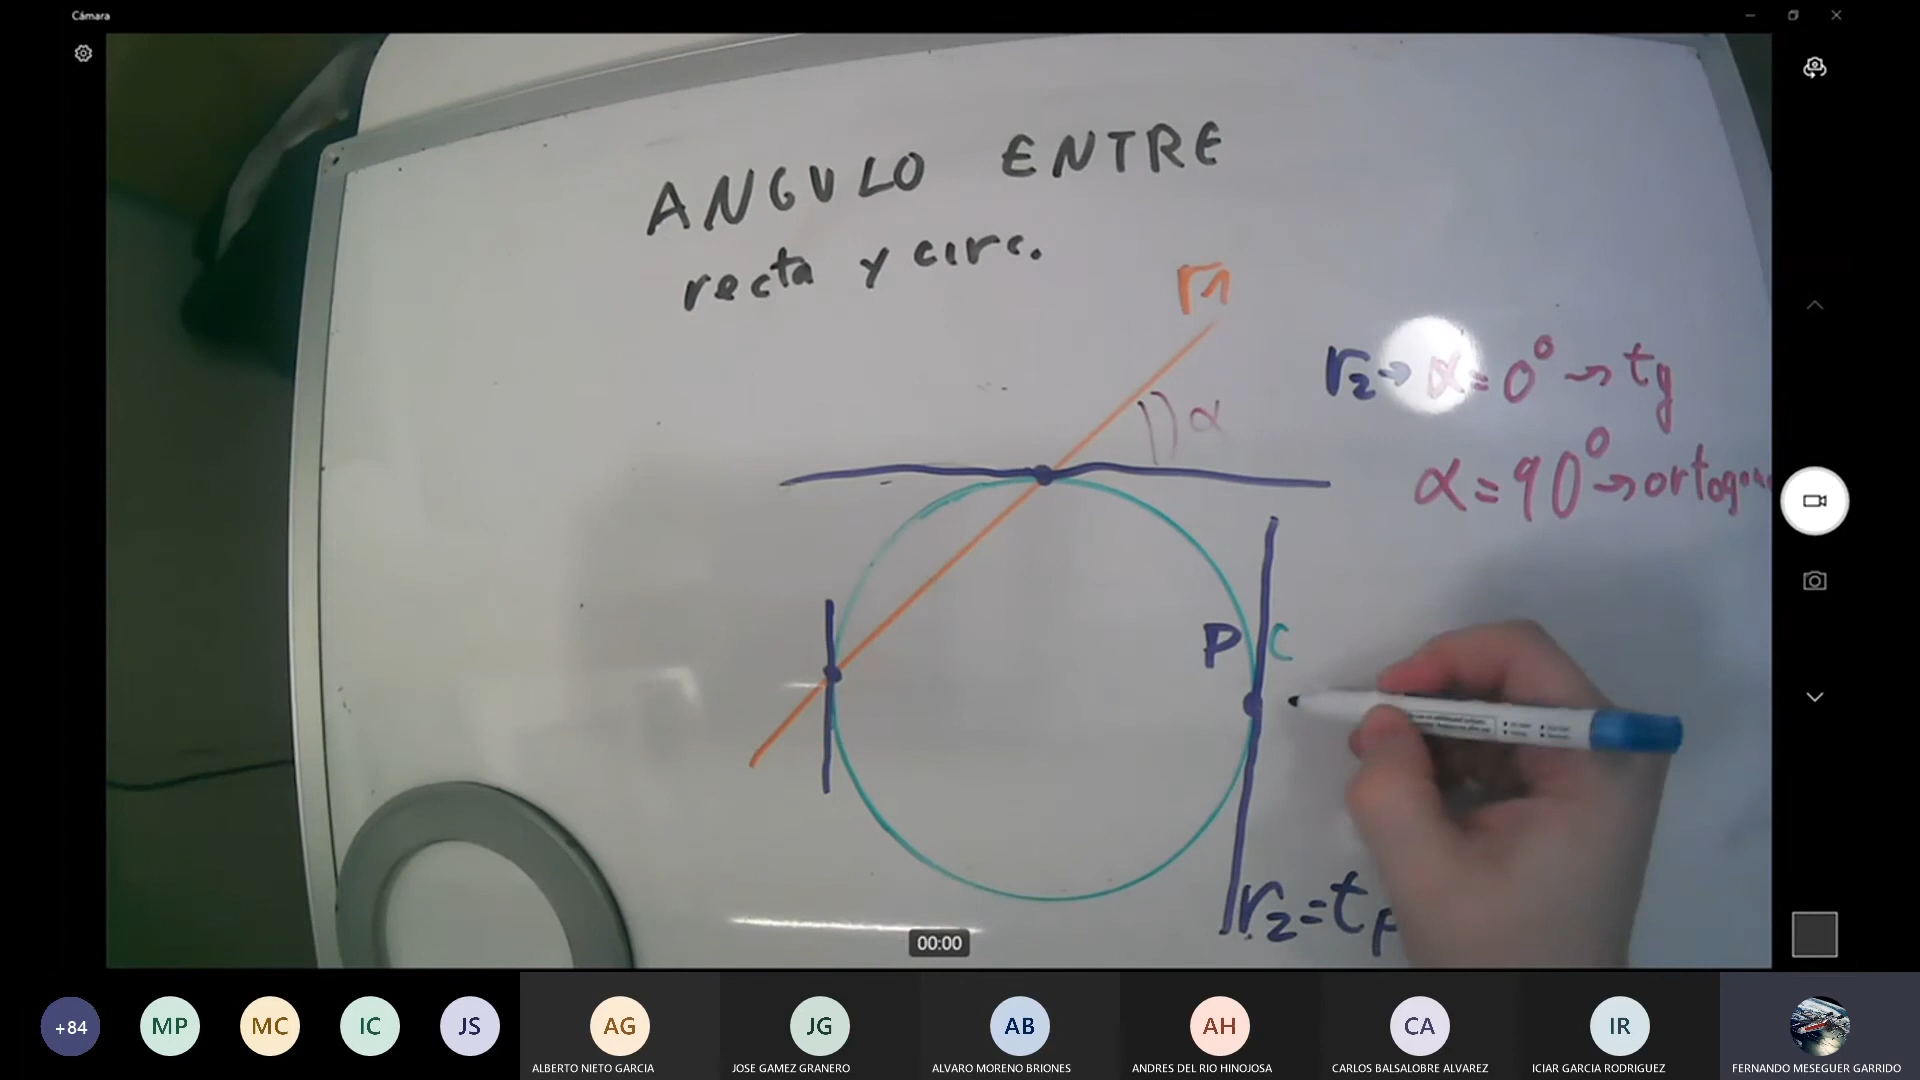 Cámara
ANGULO ENTRE
recta y circ.
r1
α
r2 → α = 0° → tg
α = 90° → ortogon
P C
r2 = tp
00:00
+84 MP MC IC JS AG JG AB AH CA IR
ALBERTO NIETO GARCIA JOSE GAMEZ GRANERO ALVARO MORENO BRIONES ANDRES DEL RIO HINOJOSA CARLOS BALSALOBRE ALVAREZ ICIAR GARCIA RODRIGUEZ FERNANDO MESEGUER GARRIDO